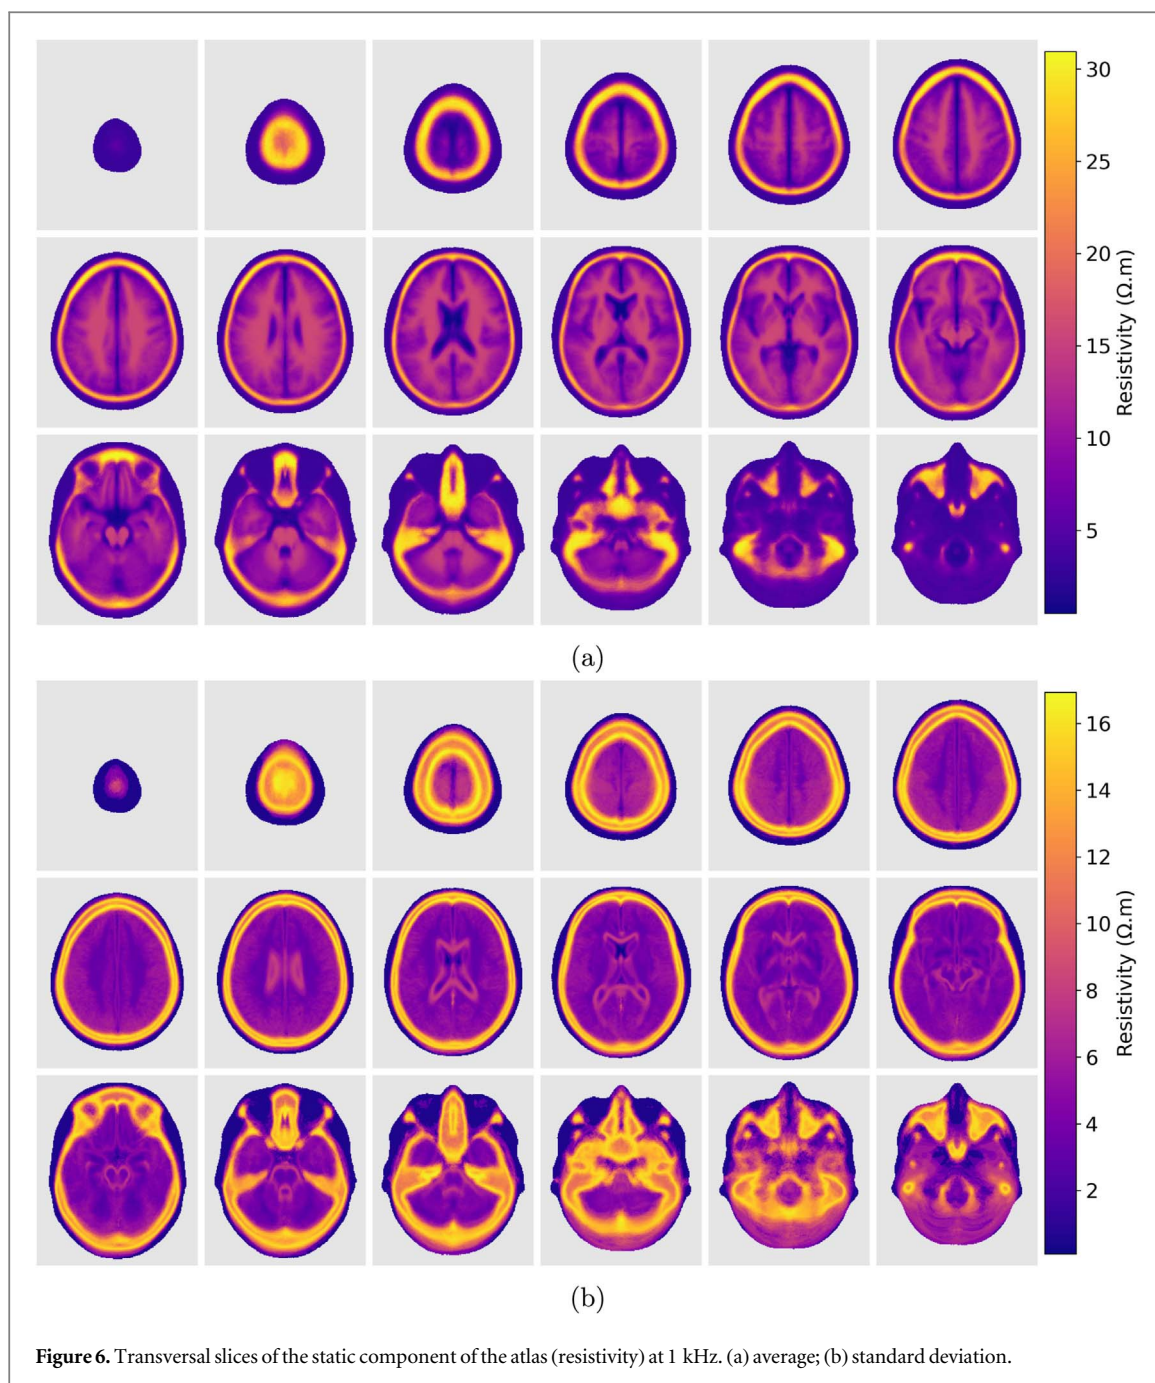 30
25
20
15
10
5
Resistivity (Ω.m)
(a)
16
14
12
10
8
6
4
2
Resistivity (Ω.m)
(b)
Figure 6. Transversal slices of the static component of the atlas (resistivity) at 1 kHz. (a) average; (b) standard deviation.